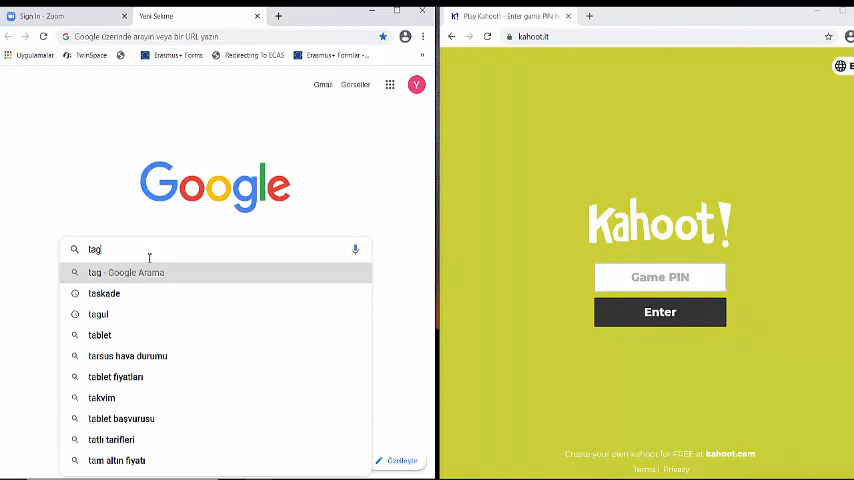 Sign In - Zoom
Yeni Sekme
Google üzerinde arayın veya bir URL yazın
Uygulamalar
TwinSpace
Erasmus+ Forms
Redirecting To ECAS
Erasmus+ Formlar -...
»
Gmail
Görseller
Y
Google
tag
tag - Google Arama
taskade
tagul
tablet
tarsus hava durumu
tablet fiyatları
takvim
tablet başvurusu
tatlı tarifleri
tam altın fiyatı
Özelleştir
K! Play Kahoot! - Enter game PIN h
kahoot.it
E
Kahoot!
Game PIN
Enter
Create your own kahoot for FREE at kahoot.com
Terms | Privacy